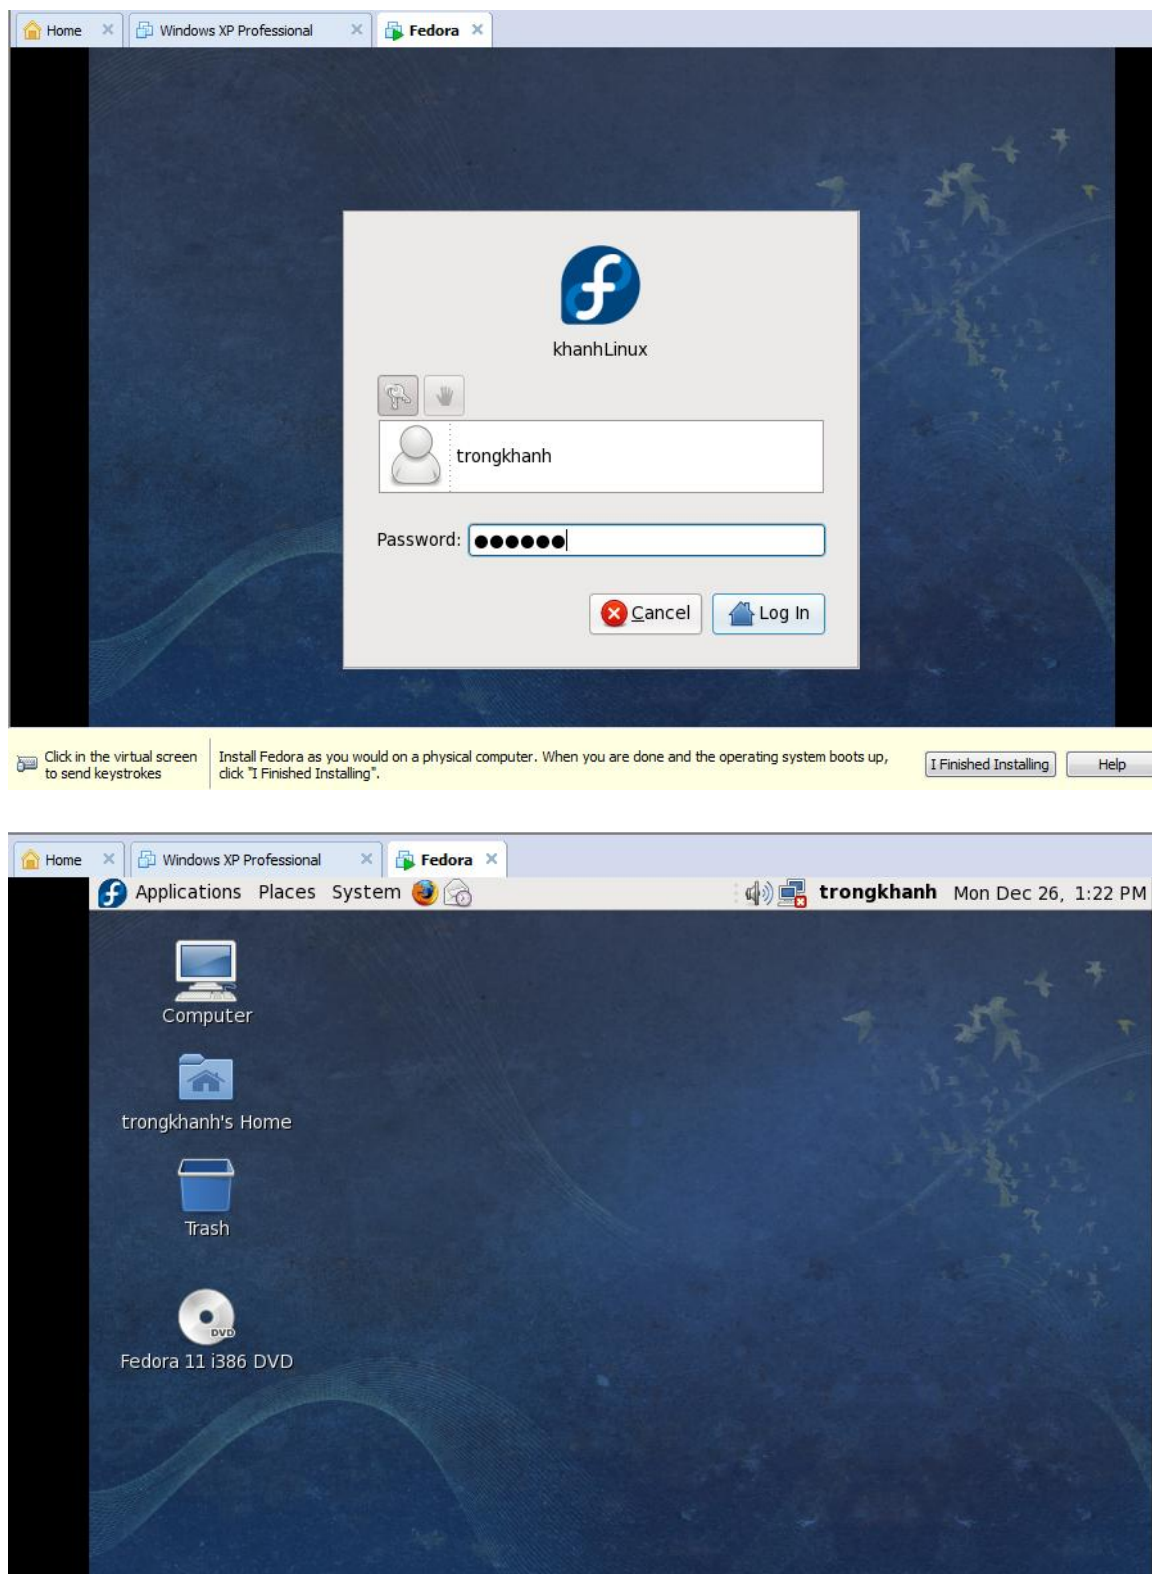 Home Windows XP Professional Fedora
khanhLinux
trongkhanh
Password: ●●●●●●
Cancel Log In
Click in the virtual screen
to send keystrokes
Install Fedora as you would on a physical computer. When you are done and the operating system boots up,
click "I Finished Installing".
I Finished Installing Help
Home Windows XP Professional Fedora
Applications Places System trongkhanh Mon Dec 26, 1:22 PM
Computer
trongkhanh's Home
Trash
DVD
Fedora 11 i386 DVD